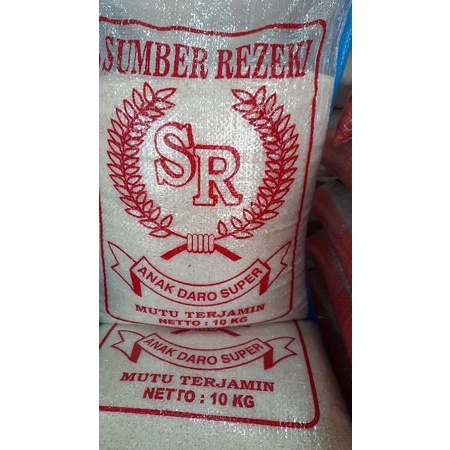 SUMBER REZEKI
SR
ANAK DARO SUPER
MUTU TERJAMIN
NETTO : 10 KG
ANAK DARO SUPER
MUTU TERJAMIN
NETTO : 10 KG